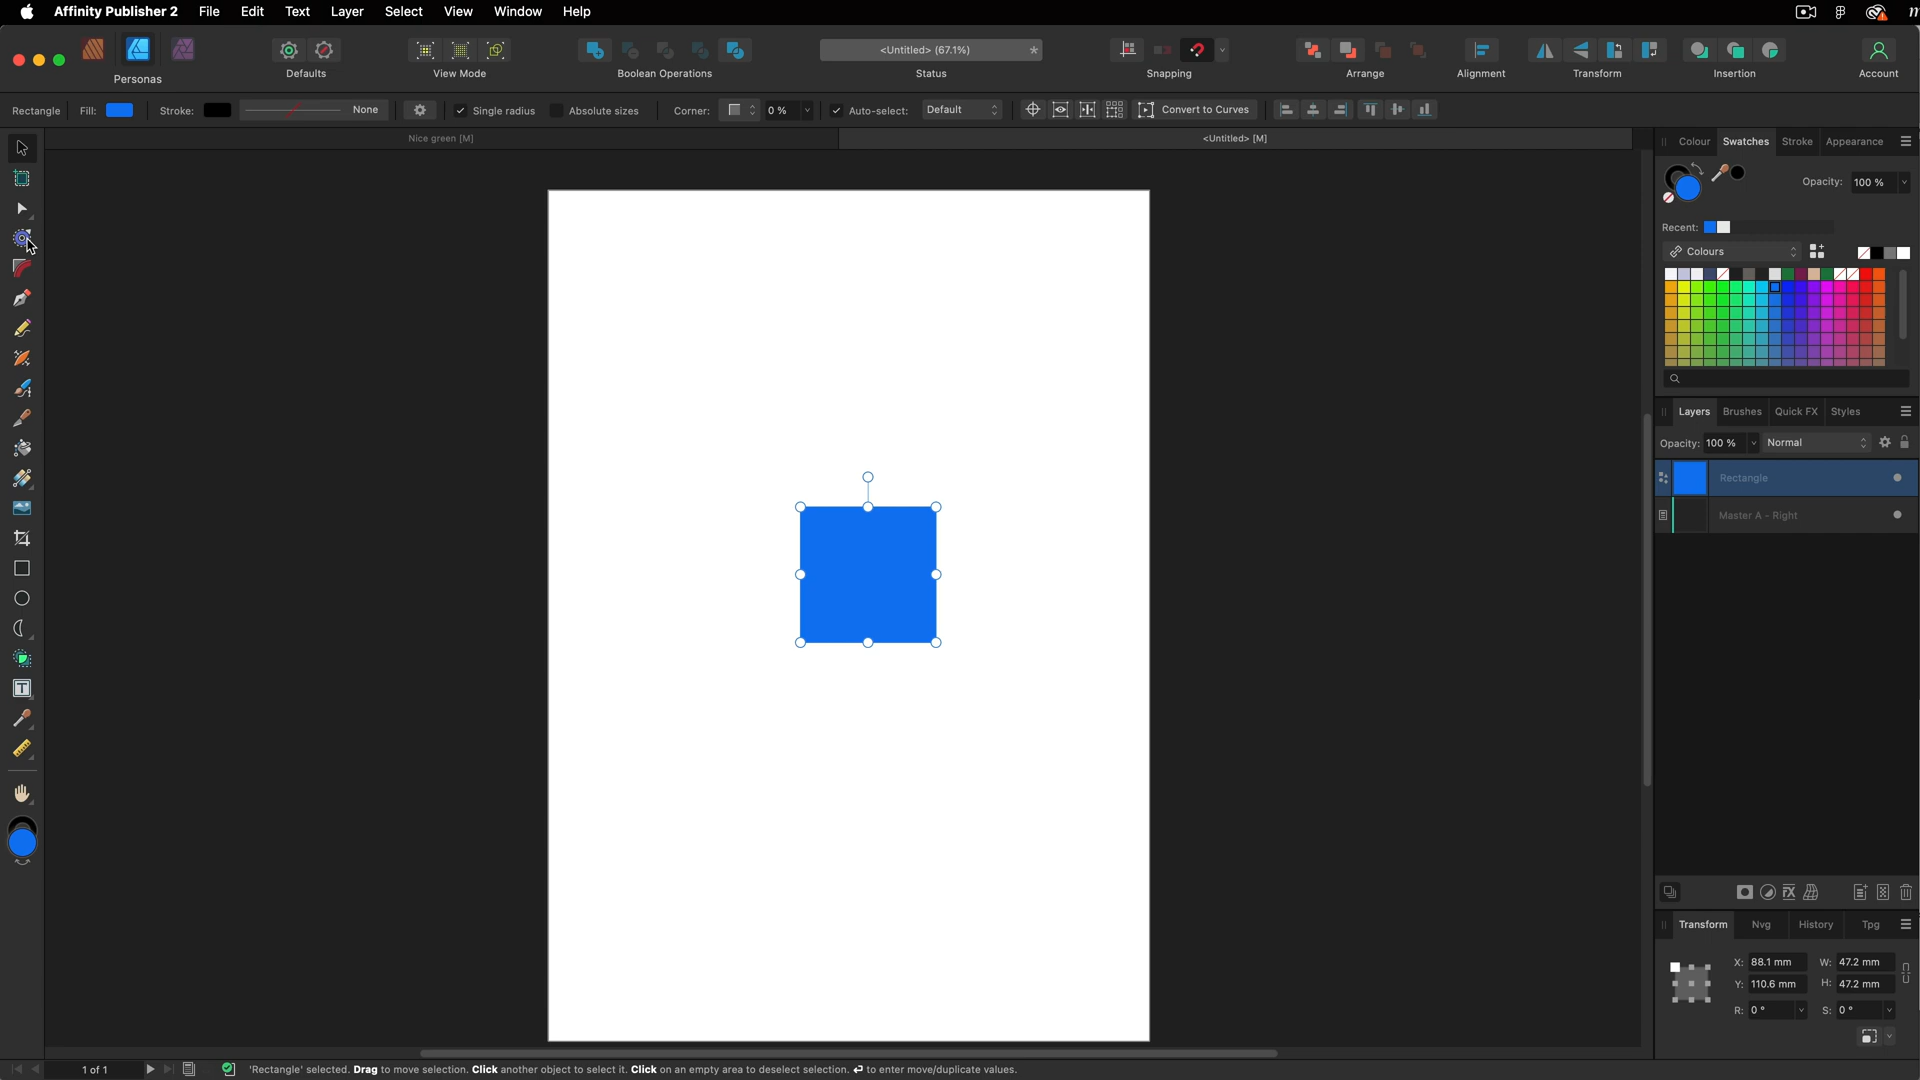 Affinity Publisher 2 File Edit Text Layer Select View Window Help
<Untitled> (67.1%) *
Personas Defaults View Mode Boolean Operations Status Snapping Arrange Alignment Transform Insertion Account
Rectangle Fill: Stroke: None Single radius Absolute sizes Corner: 0 % Auto-select: Default Convert to Curves
Nice green [M] <Untitled> [M]
Colour Swatches Stroke Appearance
Opacity: 100 %
Recent:
Colours
Layers Brushes Quick FX Styles
Opacity: 100 % Normal
Rectangle
Master A - Right
Transform Nvg History Tpg
X: 88.1 mm W: 47.2 mm
Y: 110.6 mm H: 47.2 mm
R: 0 ° S: 0 °
1 of 1 'Rectangle' selected. Drag to move selection. Click another object to select it. Click on an empty area to deselect selection. ⏎ to enter move/duplicate values.